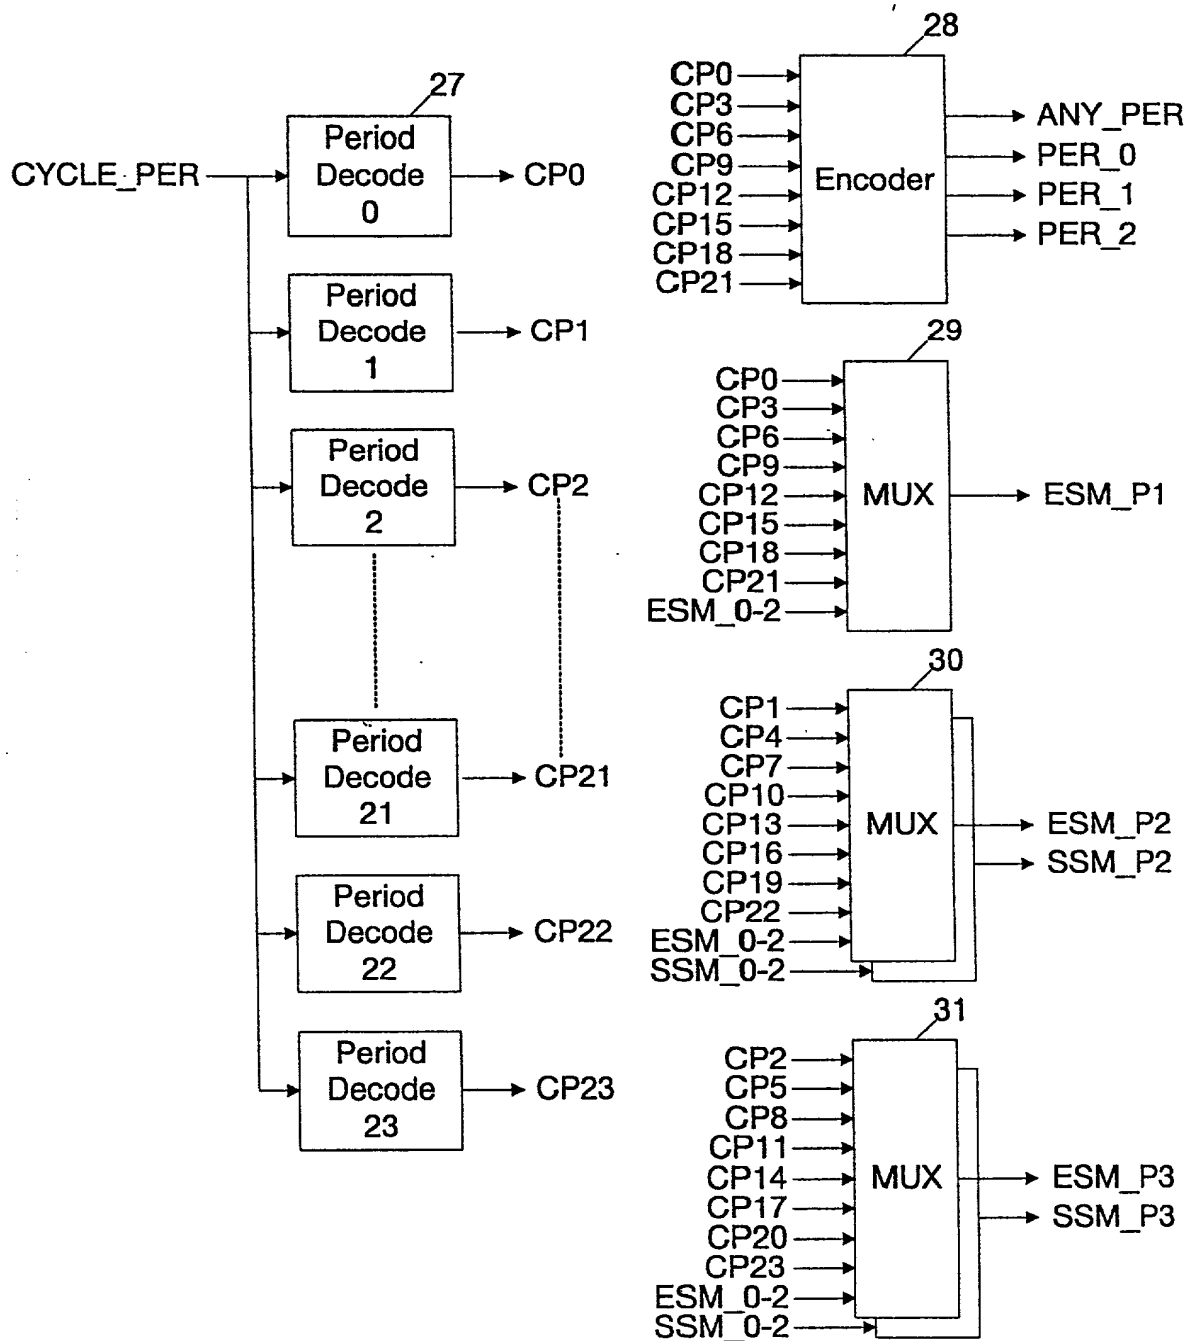 27
CYCLE_PER
Period
Decode
0
CP0
Period
Decode
1
CP1
Period
Decode
2
CP2
Period
Decode
21
CP21
Period
Decode
22
CP22
Period
Decode
23
CP23
28
CP0
CP3
CP6
CP9
CP12
CP15
CP18
CP21
Encoder
ANY_PER
PER_0
PER_1
PER_2
29
CP0
CP3
CP6
CP9
CP12
CP15
CP18
CP21
ESM_0-2
MUX
ESM_P1
30
CP1
CP4
CP7
CP10
CP13
CP16
CP19
CP22
ESM_0-2
SSM_0-2
MUX
ESM_P2
SSM_P2
31
CP2
CP5
CP8
CP11
CP14
CP17
CP20
CP23
ESM_0-2
SSM_0-2
MUX
ESM_P3
SSM_P3